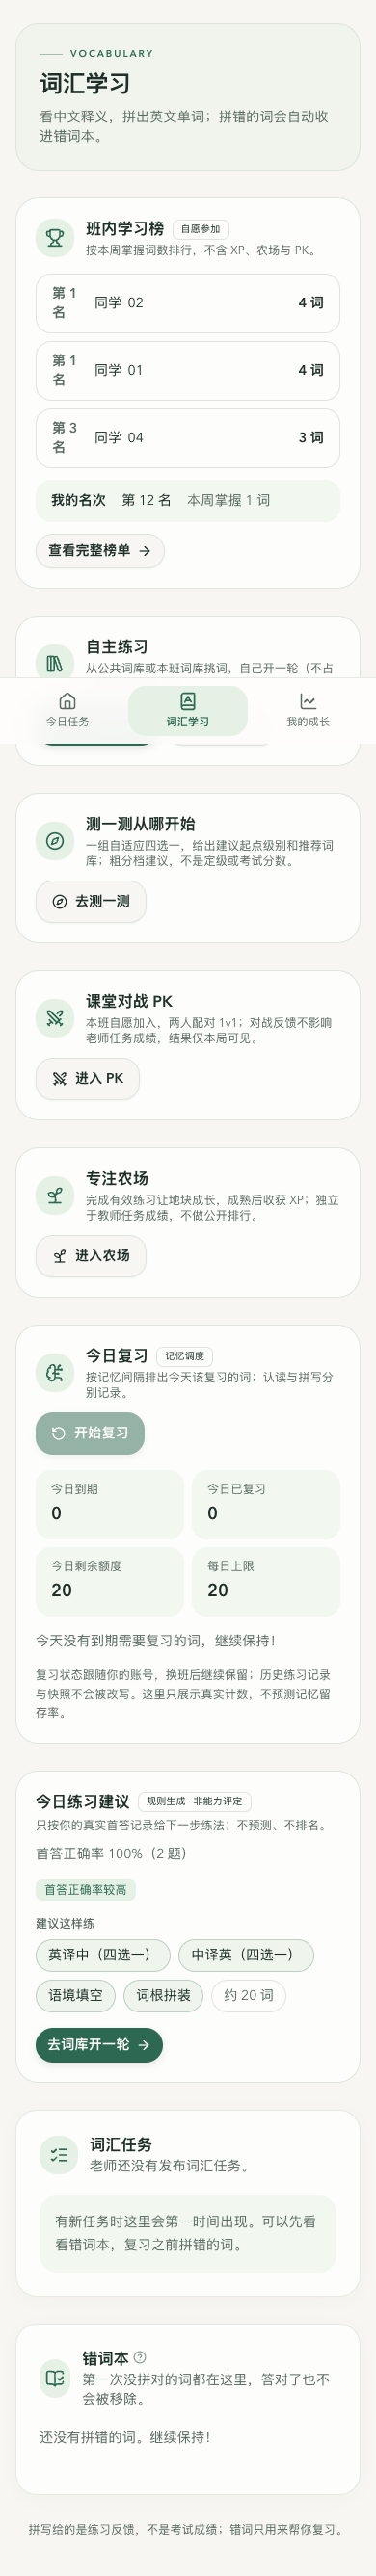 VOCABULARY
词汇学习
看中文释义，拼出英文单词；拼错的词会自动收
进错词本。
班内学习榜 自愿参加
按本周掌握词数排行，不含 XP、农场与 PK。
第 1
名
同学 02
4 词
第 1
名
同学 01
4 词
第 3
名
同学 04
3 词
我的名次 第 12 名 本周掌握 1 词
查看完整榜单
自主练习
从公共词库或本班词库挑词，自己开一轮（不占
今日任务
词汇学习
我的成长
测一测从哪开始
一组自适应四选一，给出建议起点级别和推荐词
库；粗分档建议，不是定级或考试分数。
去测一测
课堂对战 PK
本班自愿加入，两人配对 1v1；对战反馈不影响
老师任务成绩，结果仅本局可见。
进入 PK
专注农场
完成有效练习让地块成长，成熟后收获 XP；独立
于教师任务成绩，不做公开排行。
进入农场
今日复习 记忆调度
按记忆间隔排出今天该复习的词；认读与拼写分
别记录。
开始复习
今日到期
0
今日已复习
0
今日剩余额度
20
每日上限
20
今天没有到期需要复习的词，继续保持！
复习状态跟随你的账号，换班后继续保留；历史练习记录
与快照不会被改写。这里只展示真实计数，不预测记忆留
存率。
今日练习建议 规则生成 · 非能力评定
只按你的真实首答记录给下一步练法；不预测、不排名。
首答正确率 100%（2 题）
首答正确率较高
建议这样练
英译中（四选一） 中译英（四选一）
语境填空 词根拼装 约 20 词
去词库开一轮
词汇任务
老师还没有发布词汇任务。
有新任务时这里会第一时间出现。可以先看
看错词本，复习之前拼错的词。
错词本
第一次没拼对的词都在这里，答对了也不
会被移除。
还没有拼错的词。继续保持！
拼写给的是练习反馈，不是考试成绩；错词只用来帮你复习。